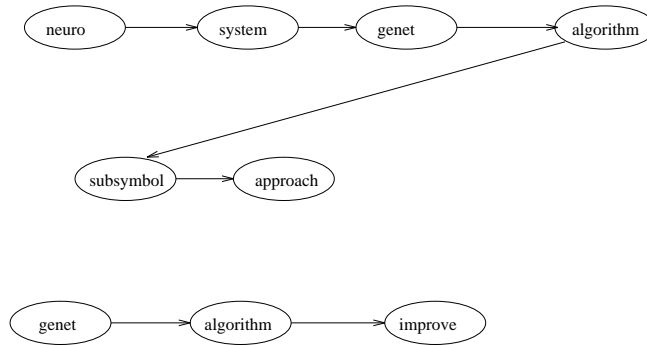 neuro system genet algorithm
subsymbol approach
genet algorithm improve